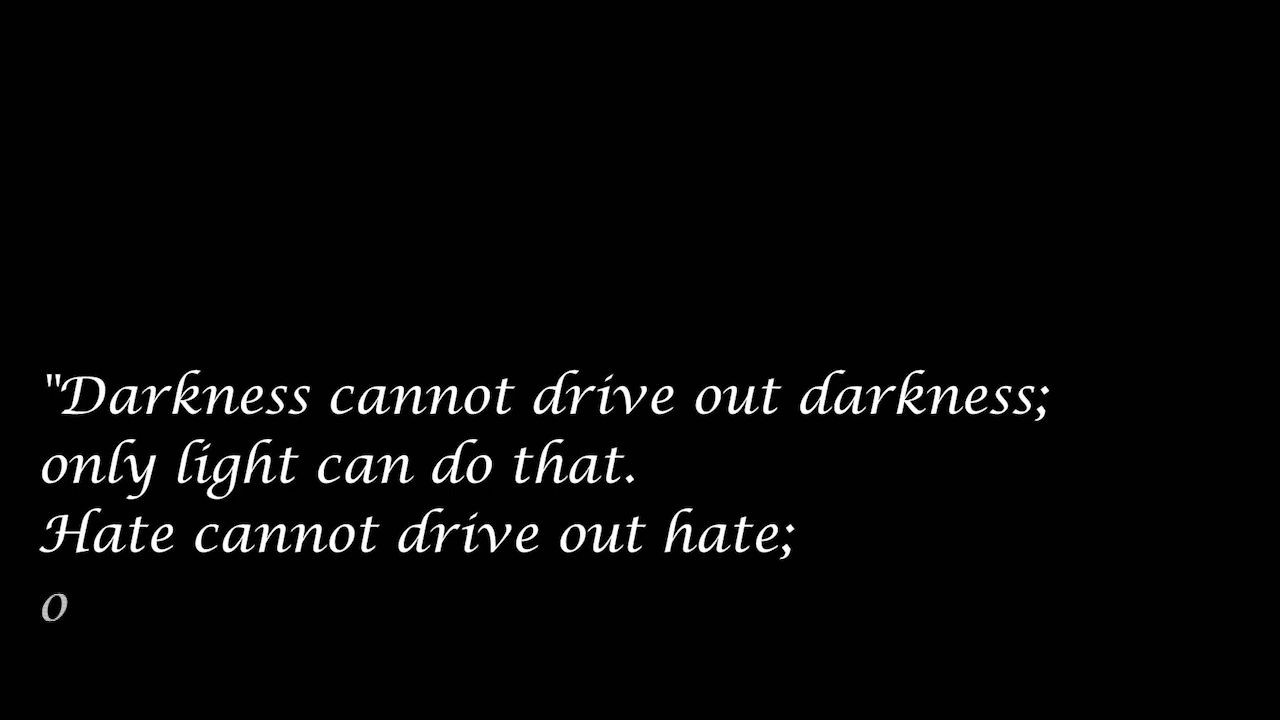 "Darkness cannot drive out darkness;
only light can do that.
Hate cannot drive out hate;
o